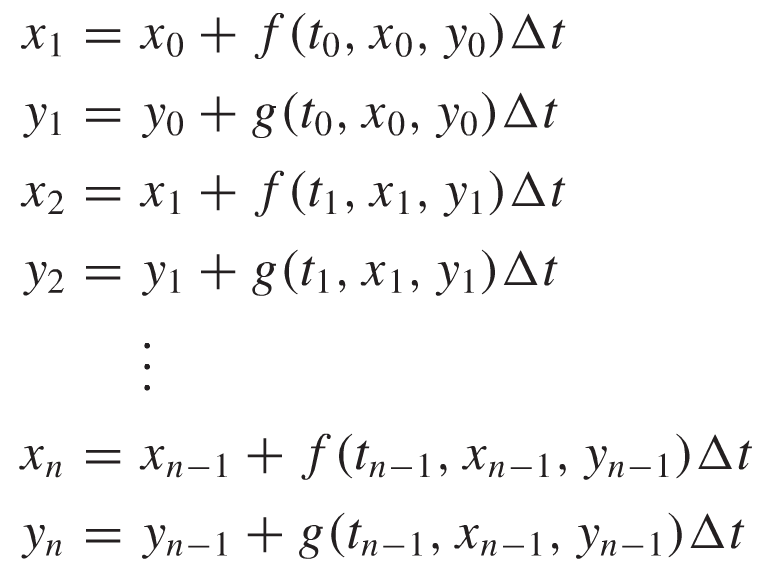 x₁ = x₀ + f(t₀, x₀, y₀)Δt
y₁ = y₀ + g(t₀, x₀, y₀)Δt
x₂ = x₁ + f(t₁, x₁, y₁)Δt
y₂ = y₁ + g(t₁, x₁, y₁)Δt
⋮
xₙ = xₙ₋₁ + f(tₙ₋₁, xₙ₋₁, yₙ₋₁)Δt
yₙ = yₙ₋₁ + g(tₙ₋₁, xₙ₋₁, yₙ₋₁)Δt